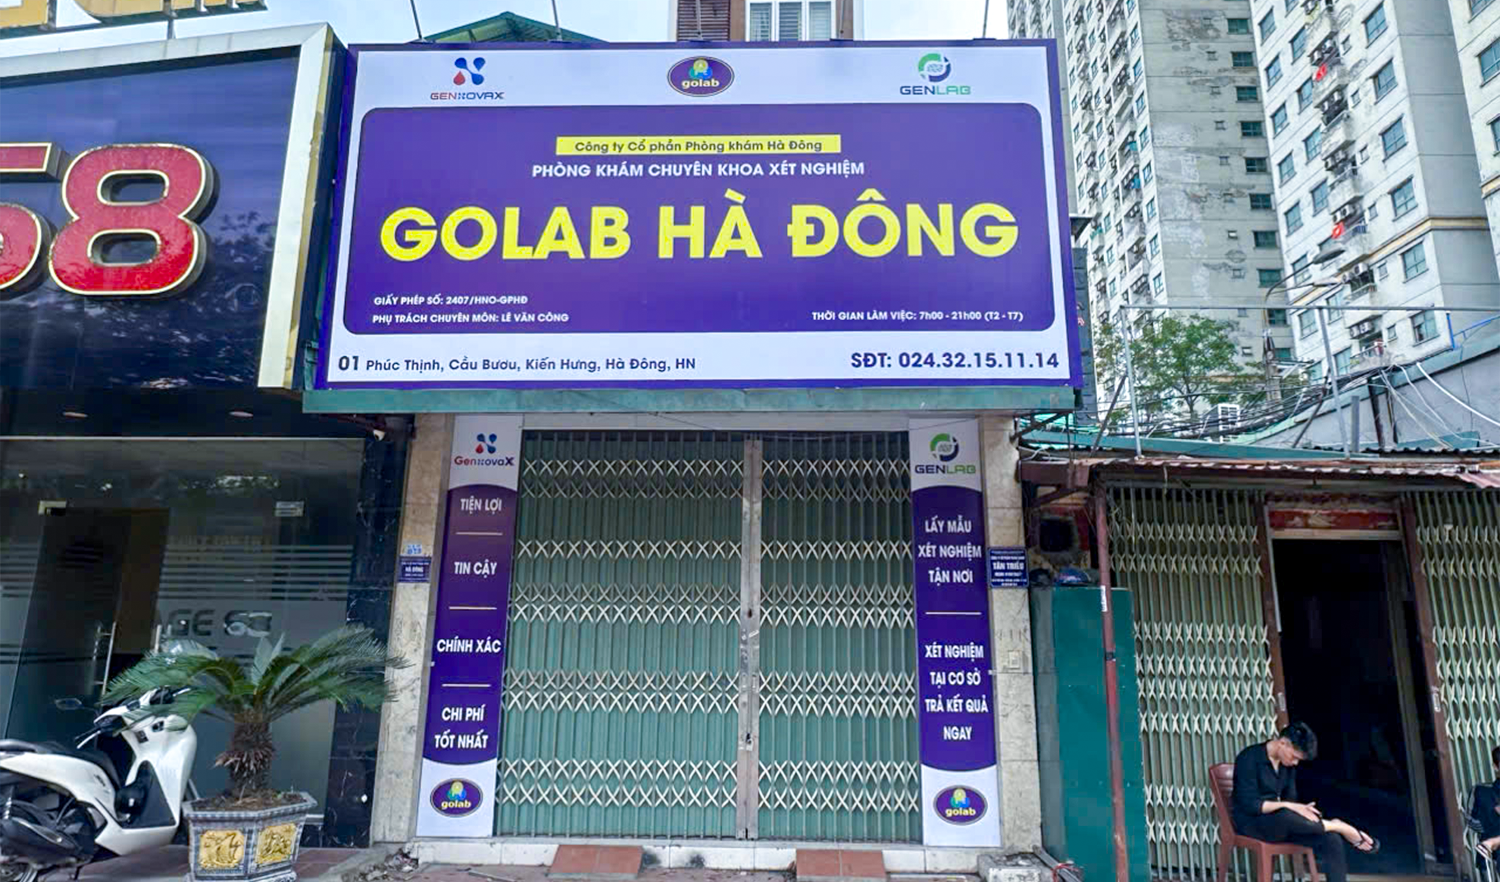 58
GENNOVAX
golab
GENLAB
Công ty Cổ phần Phòng khám Hà Đông
PHÒNG KHÁM CHUYÊN KHOA XÉT NGHIỆM
GOLAB HÀ ĐÔNG
GIẤY PHÉP SỐ: 2407/HNO-GPHĐ
PHỤ TRÁCH CHUYÊN MÔN: LÊ VĂN CÔNG
THỜI GIAN LÀM VIỆC: 7h00 - 21h00 (T2 - T7)
01 Phúc Thịnh, Cầu Bươu, Kiến Hưng, Hà Đông, HN
SĐT: 024.32.15.11.14
GennovaX
TIỆN LỢI
TIN CẬY
CHÍNH XÁC
CHI PHÍ
TỐT NHẤT
golab
GENLAB
LẤY MẪU
XÉT NGHIỆM
TẬN NƠI
XÉT NGHIỆM
TẠI CƠ SỞ
TRẢ KẾT QUẢ
NGAY
golab
HÀ ĐÔNG
TÂN TRIỀU